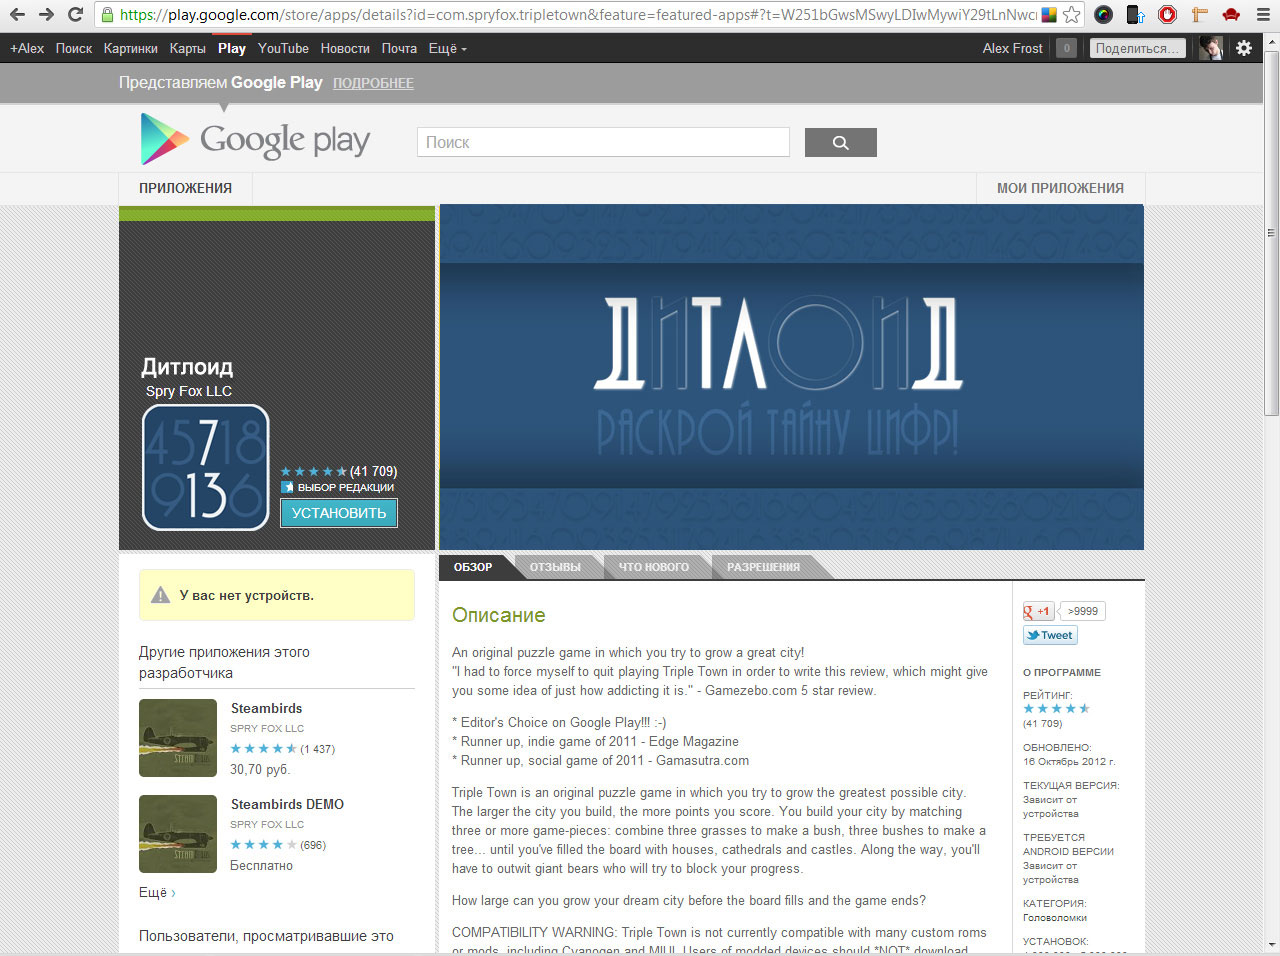 https://play.google.com/store/apps/details?id=com.spryfox.tripletown&feature=featured-apps#?t=W251bGwsMSwyLDIwMywiY29tLnNwc
+Alex Поиск Картинки Карты Play YouTube Новости Почта Ещё
Alex Frost 0 Поделиться…
Представляем Google Play ПОДРОБНЕЕ
Google play
Поиск
ПРИЛОЖЕНИЯ
МОИ ПРИЛОЖЕНИЯ
Дитлоид
Spry Fox LLC
45718
9136
(41 709)
ВЫБОР РЕДАКЦИИ
УСТАНОВИТЬ
ДИТЛОИД
РАСКРОЙ ТАЙНУ ЦИФР!
У вас нет устройств.
Другие приложения этого
разработчика
Steambirds
SPRY FOX LLC
(1 437)
30,70 руб.
Steambirds DEMO
SPRY FOX LLC
(696)
Бесплатно
Ещё ›
Пользователи, просматривавшие это
ОБЗОР ОТЗЫВЫ ЧТО НОВОГО РАЗРЕШЕНИЯ
Описание
An original puzzle game in which you try to grow a great city!
"I had to force myself to quit playing Triple Town in order to write this review, which might give
you some idea of just how addicting it is." - Gamezebo.com 5 star review.
* Editor's Choice on Google Play!!! :-)
* Runner up, indie game of 2011 - Edge Magazine
* Runner up, social game of 2011 - Gamasutra.com
Triple Town is an original puzzle game in which you try to grow the greatest possible city.
The larger the city you build, the more points you score. You build your city by matching
three or more game-pieces: combine three grasses to make a bush, three bushes to make a
tree... until you've filled the board with houses, cathedrals and castles. Along the way, you'll
have to outwit giant bears who will try to block your progress.
How large can you grow your dream city before the board fills and the game ends?
COMPATIBILITY WARNING: Triple Town is not currently compatible with many custom roms
or mods, including Cyanogen and MIUI. Users of modded devices should *NOT* download
g +1 >9999
Tweet
О ПРОГРАММЕ
РЕЙТИНГ:
(41 709)
ОБНОВЛЕНО:
16 Октябрь 2012 г.
ТЕКУЩАЯ ВЕРСИЯ:
Зависит от
устройства
ТРЕБУЕТСЯ
ANDROID ВЕРСИИ
Зависит от
устройства
КАТЕГОРИЯ:
Головоломки
УСТАНОВОК: